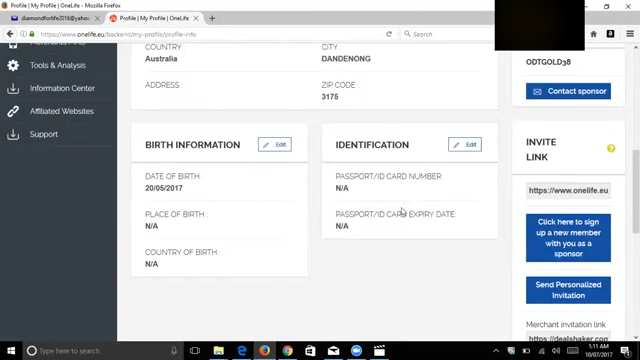 Profile | My Profile | OneLife - Mozilla Firefox
diamondforlife2016@yahoo...
Profile | My Profile | OneLife
https://www.onelife.eu/backend/my-profile/profile-info
Search
Tools & Analysis
Information Center
Affiliated Websites
Support
COUNTRY
Australia
CITY
DANDENONG
ADDRESS:
ZIP CODE :
3175
BIRTH INFORMATION
Edit
DATE OF BIRTH :
20/05/2017
PLACE OF BIRTH :
N/A
COUNTRY OF BIRTH :
N/A
IDENTIFICATION
Edit
PASSPORT/ID CARD NUMBER:
N/A
PASSPORT/ID CARD EXPIRY DATE:
N/A
ODTGOLD38
Contact sponsor
INVITE
LINK
https://www.onelife.eu
Click here to sign
up a new member
with you as a
sponsor
Send Personalized
Invitation
Merchant invitation link
https://dealshaker.com
Type here to search
1:11 AM
10/07/2017